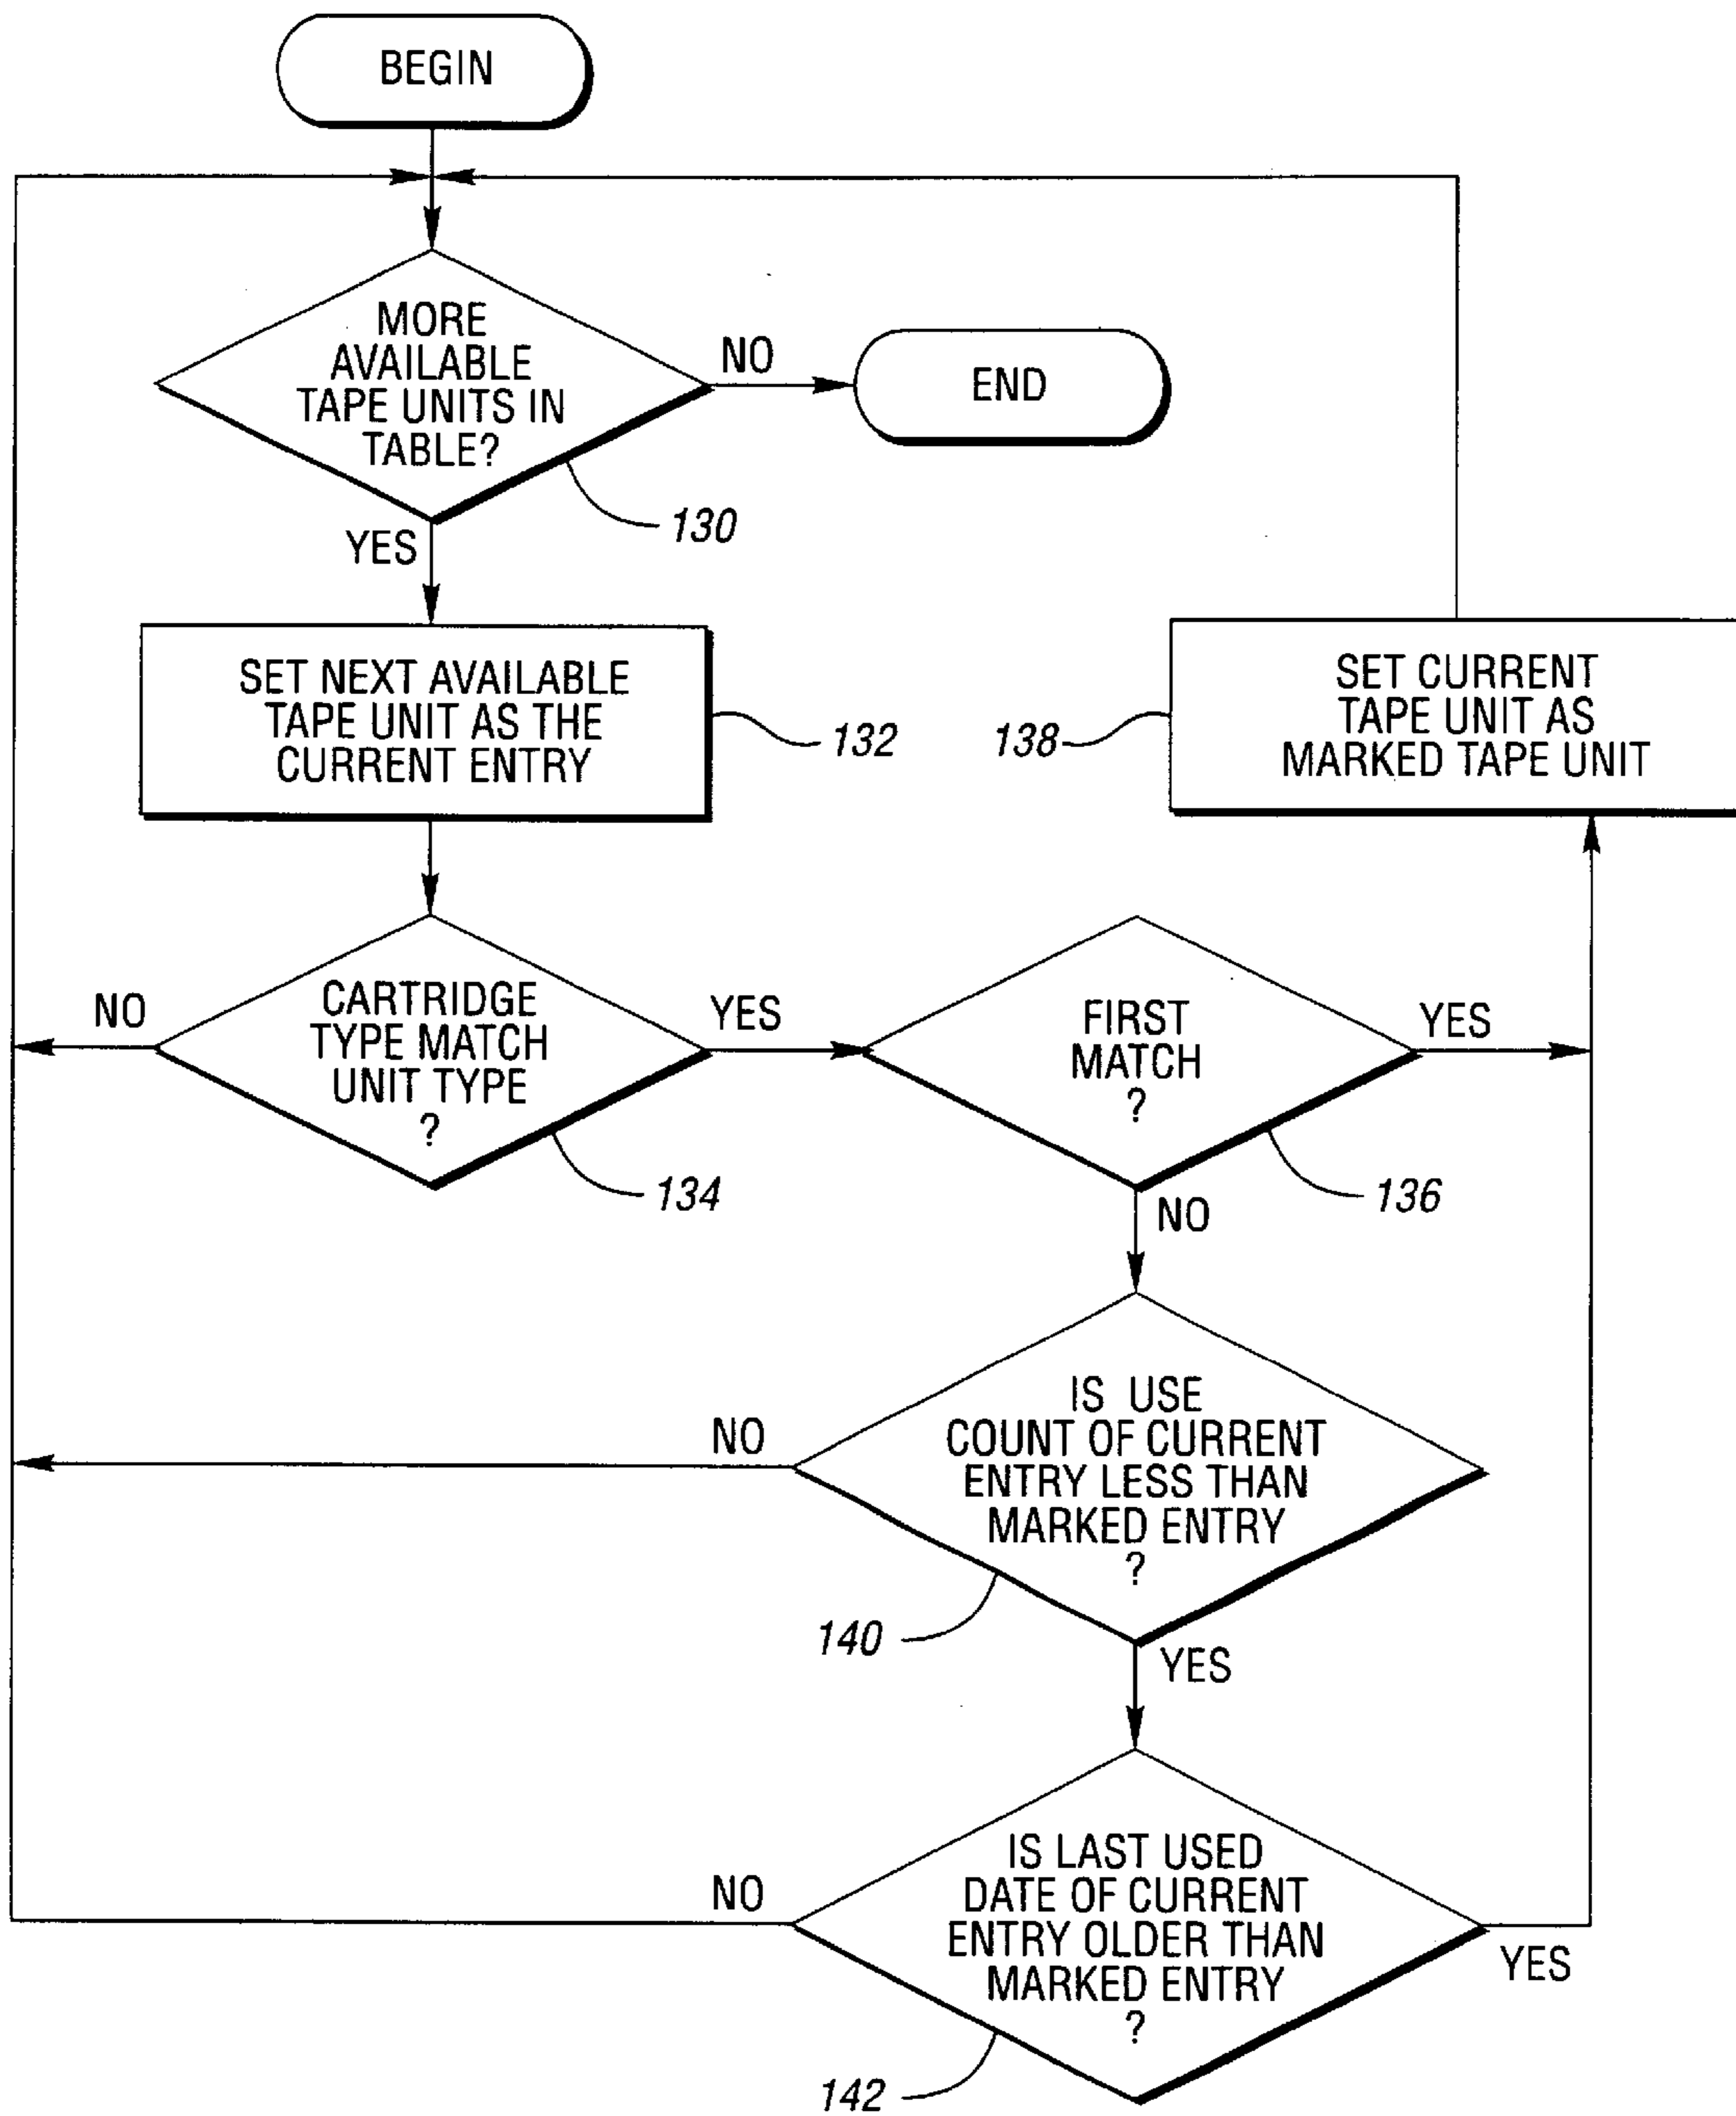 BEGIN
MORE
AVAILABLE
TAPE UNITS IN
TABLE?
NO
END
130
YES
SET NEXT AVAILABLE
TAPE UNIT AS THE
CURRENT ENTRY
132
138
SET CURRENT
TAPE UNIT AS
MARKED TAPE UNIT
NO
CARTRIDGE
TYPE MATCH
UNIT TYPE
?
YES
134
FIRST
MATCH
?
YES
136
NO
NO
IS USE
COUNT OF CURRENT
ENTRY LESS THAN
MARKED ENTRY
?
140
YES
NO
IS LAST USED
DATE OF CURRENT
ENTRY OLDER THAN
MARKED ENTRY
?
YES
142